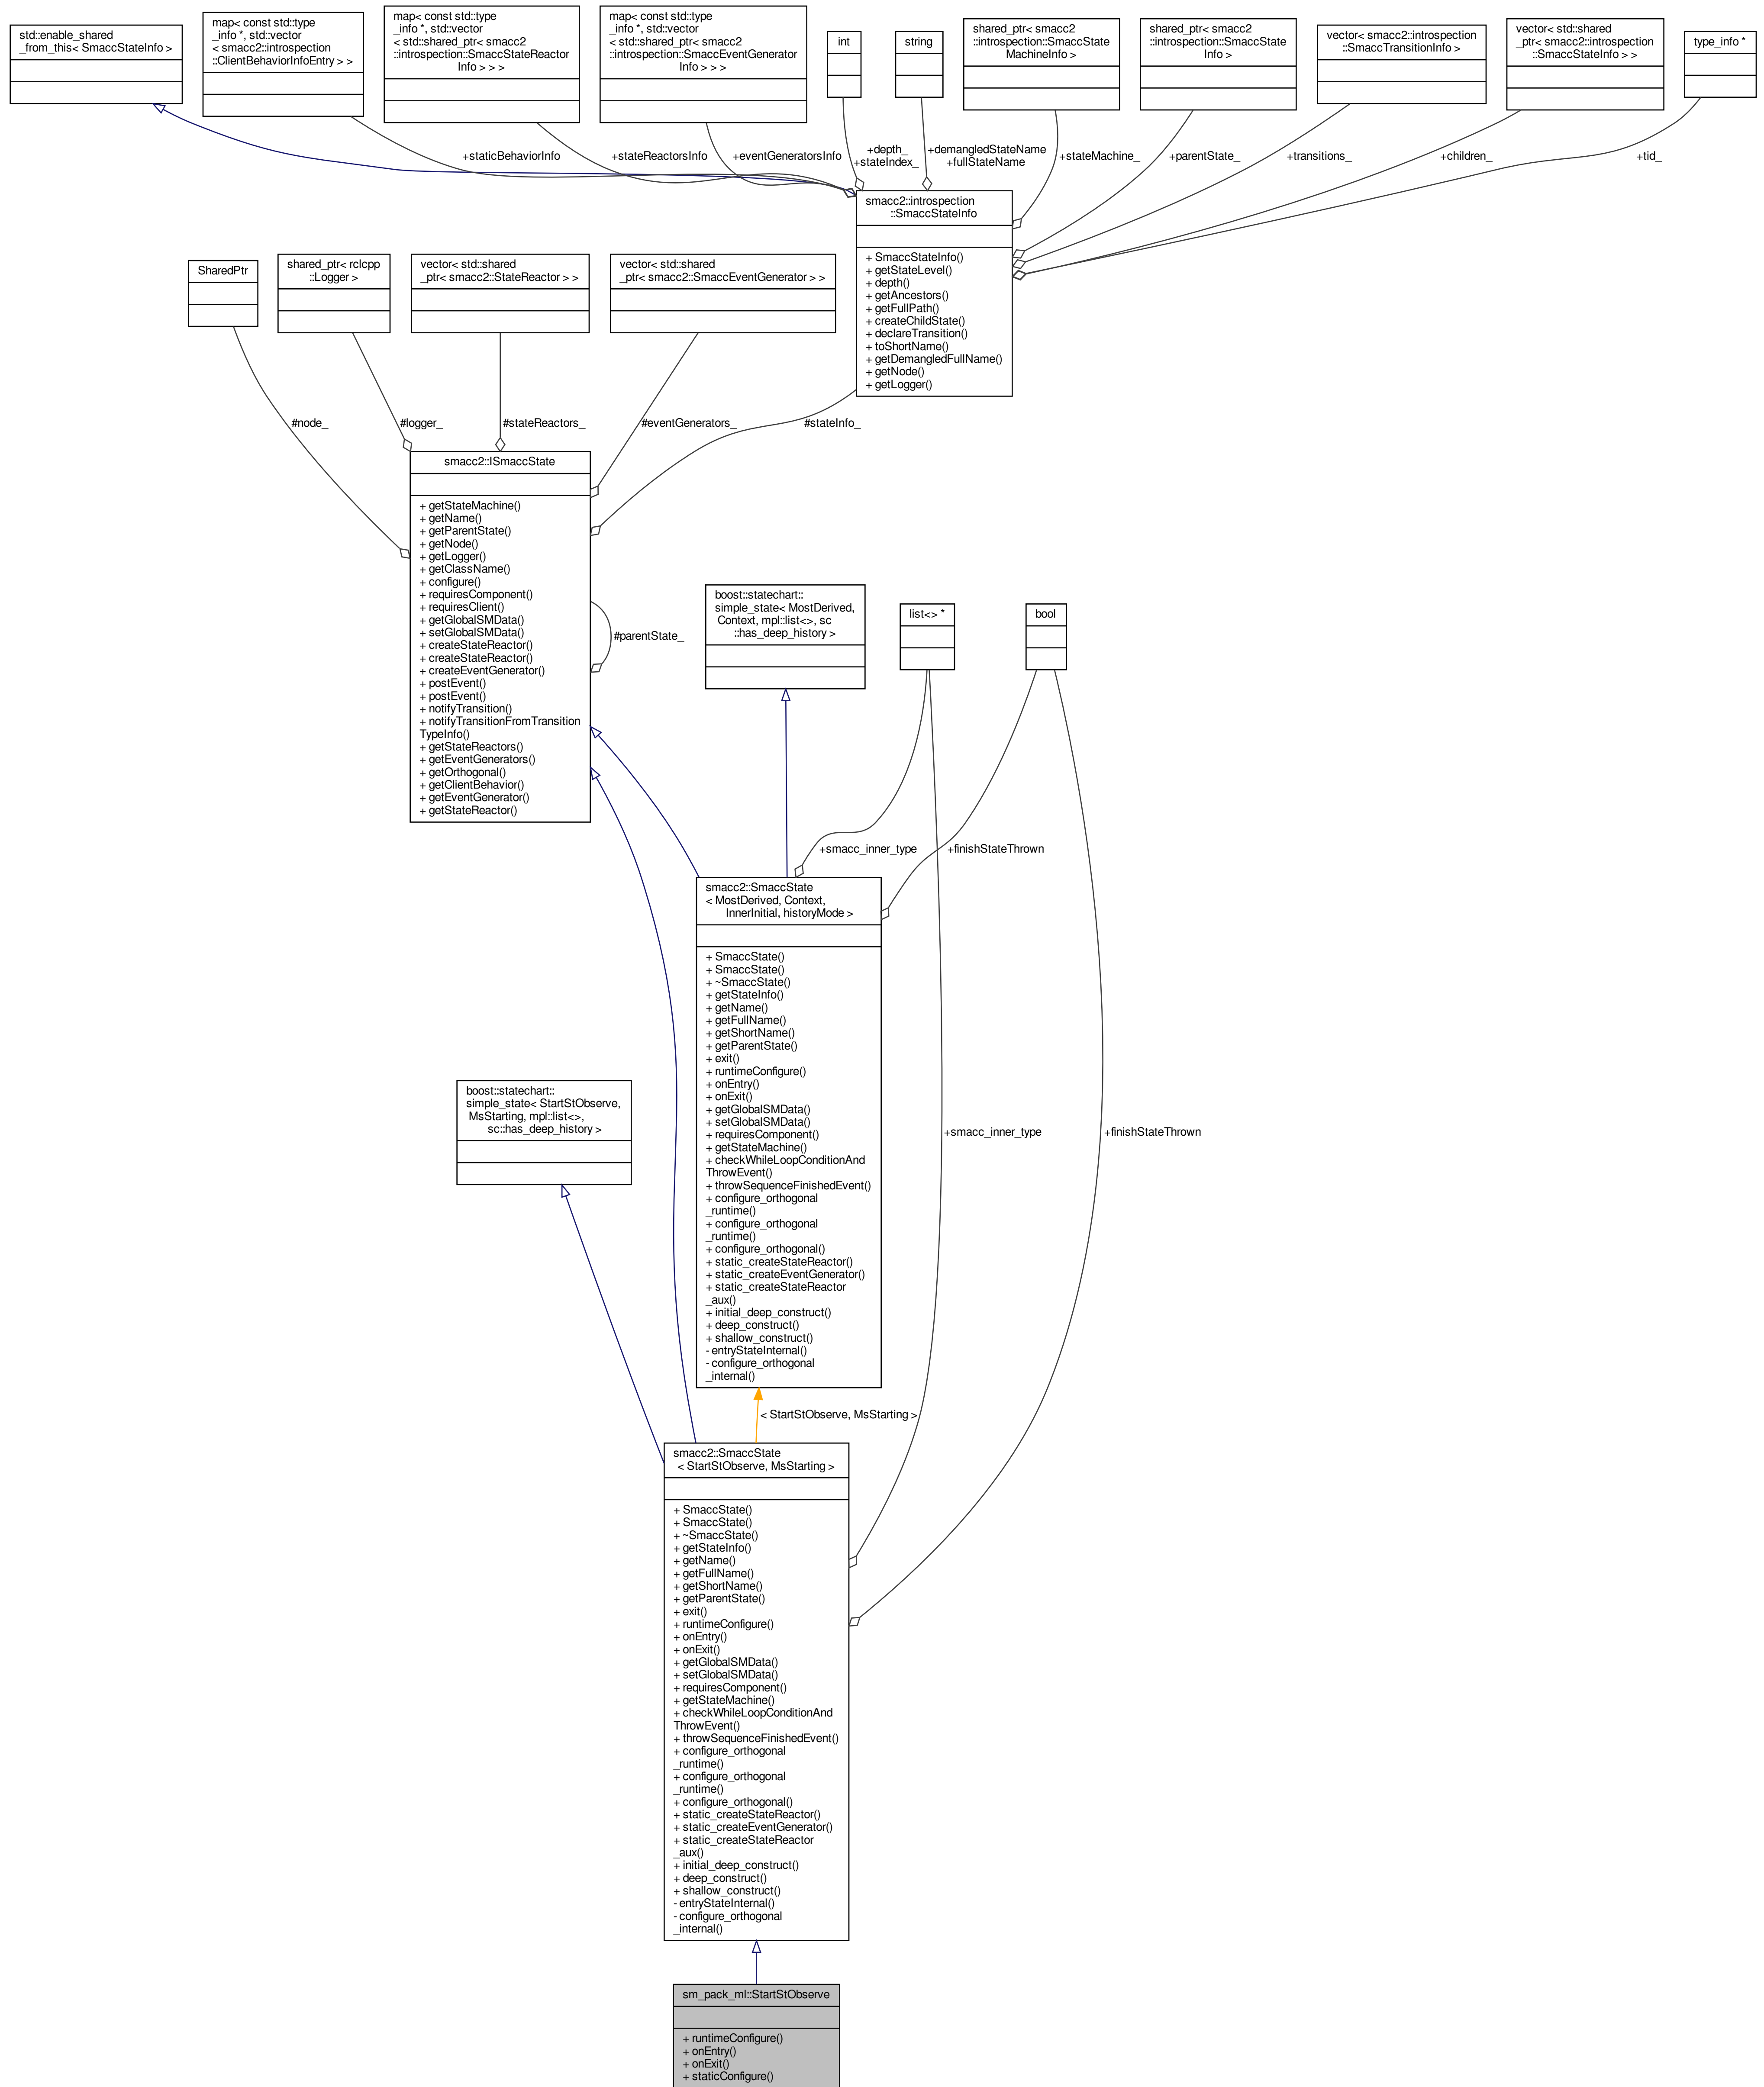 std::enable_shared
_from_this< SmaccStateInfo >
map< const std::type
_info *, std::vector
< smacc2::introspection
::ClientBehaviorInfoEntry > >
map< const std::type
_info *, std::vector
< std::shared_ptr< smacc2
::introspection::SmaccStateReactor
Info > > >
map< const std::type
_info *, std::vector
< std::shared_ptr< smacc2
::introspection::SmaccEventGenerator
Info > > >
int
string
shared_ptr< smacc2
::introspection::SmaccState
MachineInfo >
shared_ptr< smacc2
::introspection::SmaccState
Info >
vector< smacc2::introspection
::SmaccTransitionInfo >
vector< std::shared
_ptr< smacc2::introspection
::SmaccStateInfo > >
type_info *
+staticBehaviorInfo
+stateReactorsInfo
+eventGeneratorsInfo
+depth_
+stateIndex_
+demangledStateName
+fullStateName
+stateMachine_
+parentState_
+transitions_
+children_
+tid_
smacc2::introspection
::SmaccStateInfo
+ SmaccStateInfo()
+ getStateLevel()
+ depth()
+ getAncestors()
+ getFullPath()
+ createChildState()
+ declareTransition()
+ toShortName()
+ getDemangledFullName()
+ getNode()
+ getLogger()
SharedPtr
shared_ptr< rclcpp
::Logger >
vector< std::shared
_ptr< smacc2::StateReactor > >
vector< std::shared
_ptr< smacc2::SmaccEventGenerator > >
#node_
#logger_
#stateReactors_
#eventGenerators_
#stateInfo_
smacc2::ISmaccState
+ getStateMachine()
+ getName()
+ getParentState()
+ getNode()
+ getLogger()
+ getClassName()
+ configure()
+ requiresComponent()
+ requiresClient()
+ getGlobalSMData()
+ setGlobalSMData()
+ createStateReactor()
+ createStateReactor()
+ createEventGenerator()
+ postEvent()
+ postEvent()
+ notifyTransition()
+ notifyTransitionFromTransition
TypeInfo()
+ getStateReactors()
+ getEventGenerators()
+ getOrthogonal()
+ getClientBehavior()
+ getEventGenerator()
+ getStateReactor()
#parentState_
boost::statechart::
simple_state< MostDerived,
Context, mpl::list<>, sc
::has_deep_history >
list<> *
bool
+smacc_inner_type
+finishStateThrown
smacc2::SmaccState
< MostDerived, Context,
InnerInitial, historyMode >
+ SmaccState()
+ SmaccState()
+ ~SmaccState()
+ getStateInfo()
+ getName()
+ getFullName()
+ getShortName()
+ getParentState()
+ exit()
+ runtimeConfigure()
+ onEntry()
+ onExit()
+ getGlobalSMData()
+ setGlobalSMData()
+ requiresComponent()
+ getStateMachine()
+ checkWhileLoopConditionAnd
ThrowEvent()
+ throwSequenceFinishedEvent()
+ configure_orthogonal
_runtime()
+ configure_orthogonal
_runtime()
+ configure_orthogonal()
+ static_createStateReactor()
+ static_createEventGenerator()
+ static_createStateReactor
_aux()
+ initial_deep_construct()
+ deep_construct()
+ shallow_construct()
- entryStateInternal()
- configure_orthogonal
_internal()
boost::statechart::
simple_state< StartStObserve,
MsStarting, mpl::list<>,
sc::has_deep_history >
+smacc_inner_type
+finishStateThrown
< StartStObserve, MsStarting >
smacc2::SmaccState
< StartStObserve, MsStarting >
+ SmaccState()
+ SmaccState()
+ ~SmaccState()
+ getStateInfo()
+ getName()
+ getFullName()
+ getShortName()
+ getParentState()
+ exit()
+ runtimeConfigure()
+ onEntry()
+ onExit()
+ getGlobalSMData()
+ setGlobalSMData()
+ requiresComponent()
+ getStateMachine()
+ checkWhileLoopConditionAnd
ThrowEvent()
+ throwSequenceFinishedEvent()
+ configure_orthogonal
_runtime()
+ configure_orthogonal
_runtime()
+ configure_orthogonal()
+ static_createStateReactor()
+ static_createEventGenerator()
+ static_createStateReactor
_aux()
+ initial_deep_construct()
+ deep_construct()
+ shallow_construct()
- entryStateInternal()
- configure_orthogonal
_internal()
sm_pack_ml::StartStObserve
+ runtimeConfigure()
+ onEntry()
+ onExit()
+ staticConfigure()